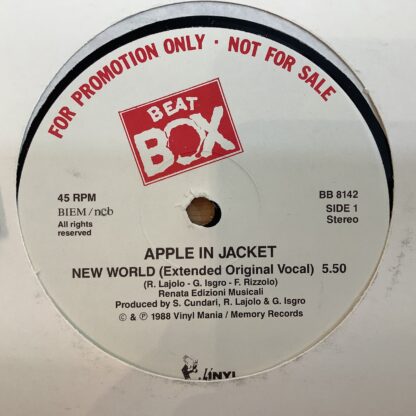 FOR PROMOTION ONLY · NOT FOR SALE
BEAT
BOX
45 RPM
BIEM/ncb
All rights
reserved
BB 8142
SIDE 1
Stereo
APPLE IN JACKET
NEW WORLD (Extended Original Vocal) 5.50
(R. Lajolo - G. Isgro - F. Rizzolo)
Renata Edizioni Musicali
Produced by S. Cundari, R. Lajolo & G. Isgro
© & ℗ 1988 Vinyl Mania / Memory Records